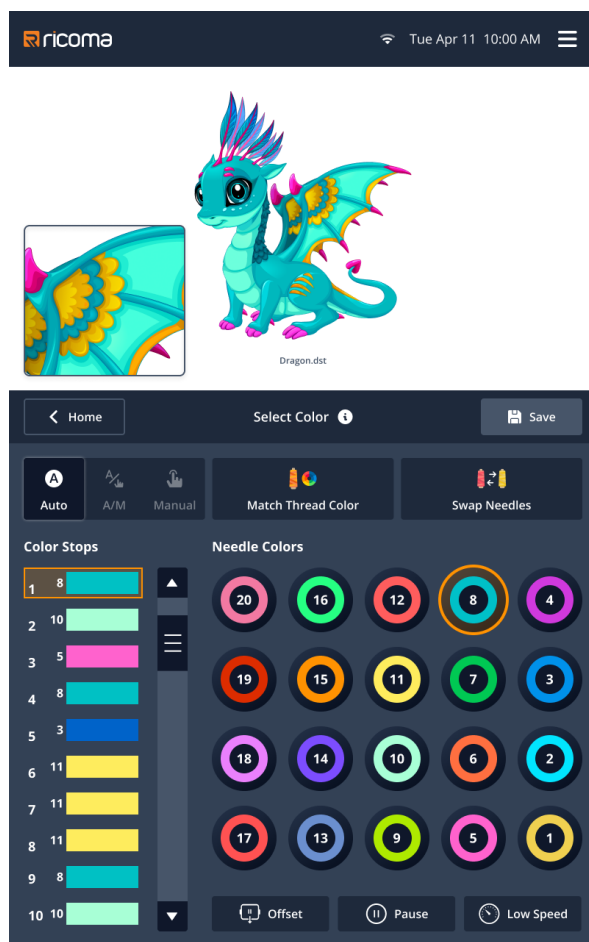 ricoma
Tue Apr 11 10:00 AM
Dragon.dst
Home
Select Color
Save
A
Auto
A/M
Manual
Match Thread Color
Swap Needles
Color Stops
Needle Colors
1 8
2 10
3 5
4 8
5 3
6 11
7 11
8 11
9 8
10 10
20 16 12 8 4
19 15 11 7 3
18 14 10 6 2
17 13 9 5 1
Offset
Pause
Low Speed